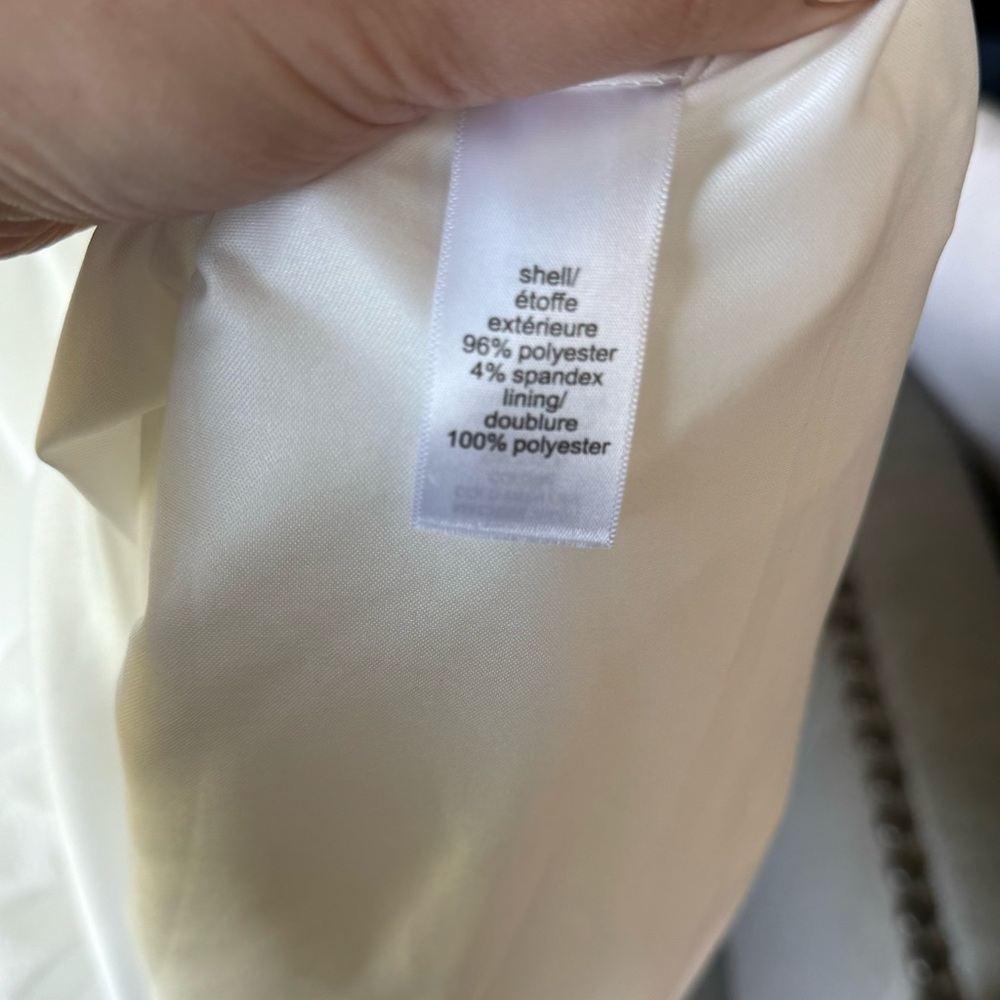 shell/
étoffe
extérieure
96% polyester
4% spandex
lining/
doublure
100% polyester